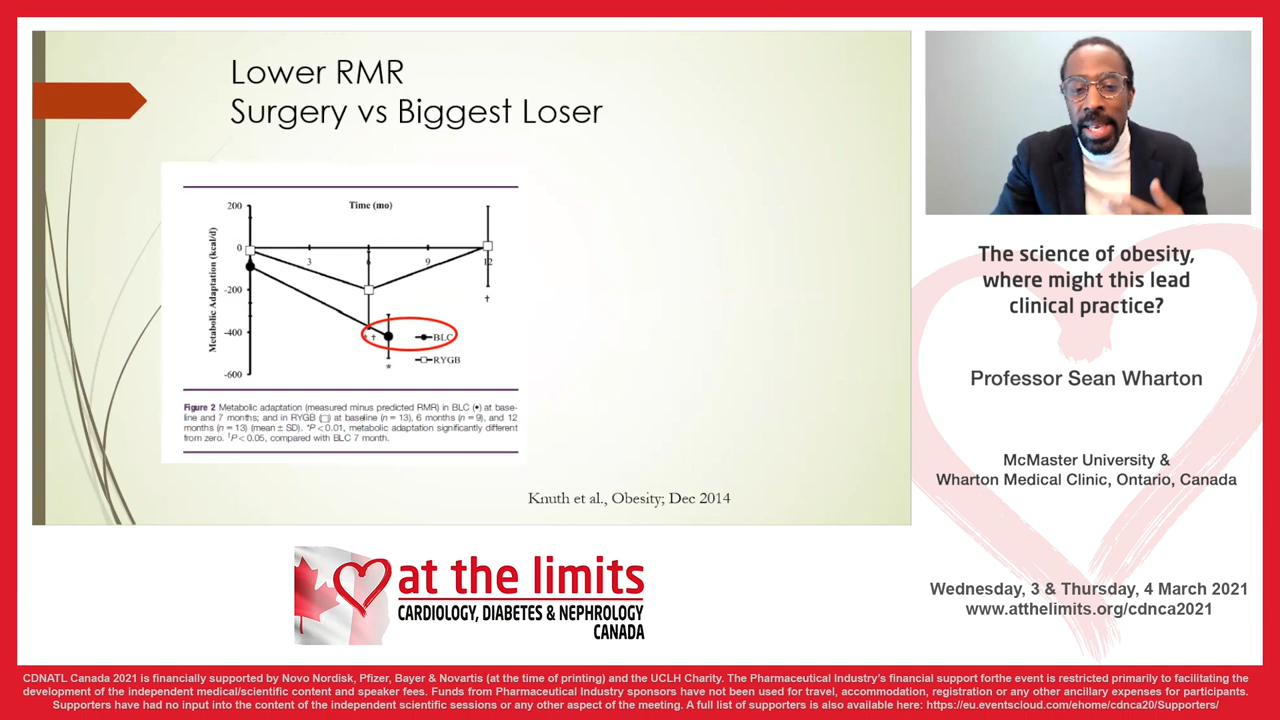 Lower RMR
Surgery vs Biggest Loser
Time (mo)
Metabolic Adaptation (kcal/d)
200
0
-200
-400
-600
3
6
9
12
†
† †
*
BLC
RYGB
Figure 2 Metabolic adaptation (measured minus predicted RMR) in BLC (•) at base-
line and 7 months; and in RYGB (□) at baseline (n = 13), 6 months (n = 9), and 12
months (n = 13) (mean ± SD). *P < 0.01, metabolic adaptation significantly different
from zero. †P < 0.05, compared with BLC 7 month.
Knuth et al., Obesity; Dec 2014
The science of obesity,
where might this lead
clinical practice?
Professor Sean Wharton
McMaster University &
Wharton Medical Clinic, Ontario, Canada
Wednesday, 3 & Thursday, 4 March 2021
www.atthelimits.org/cdnca2021
at the limits
CARDIOLOGY, DIABETES & NEPHROLOGY
CANADA
CDNATL Canada 2021 is financially supported by Novo Nordisk, Pfizer, Bayer & Novartis (at the time of printing) and the UCLH Charity. The Pharmaceutical Industry's financial support forthe event is restricted primarily to facilitating the
development of the independent medical/scientific content and speaker fees. Funds from Pharmaceutical Industry sponsors have not been used for travel, accommodation, registration or any other ancillary expenses for participants.
Supporters have had no input into the content of the independent scientific sessions or any other aspect of the meeting. A full list of supporters is also available here: https://eu.eventscloud.com/ehome/cdnca20/Supporters/